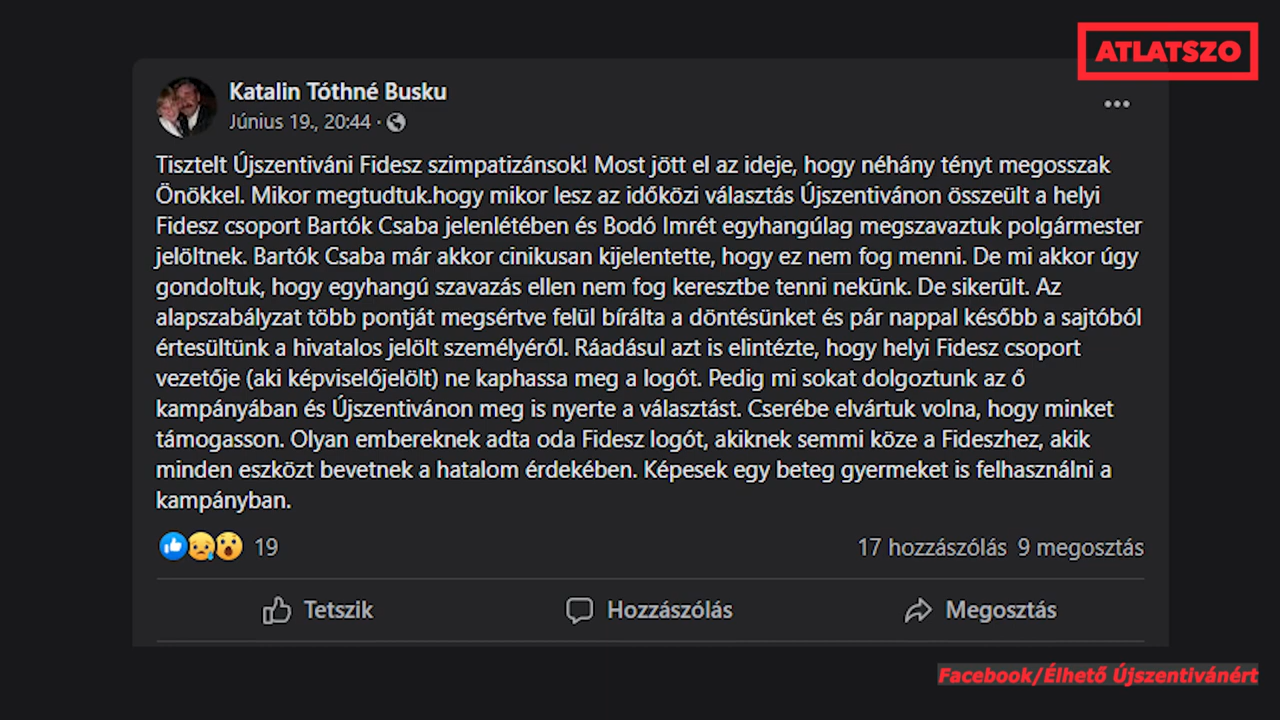 ATLATSZO
Katalin Tóthné Busku
Június 19., 20:44 ·
Tisztelt Újszentiváni Fidesz szimpatizánsok! Most jött el az ideje, hogy néhány tényt megosszak
Önökkel. Mikor megtudtuk.hogy mikor lesz az időközi választás Újszentivánon összeült a helyi
Fidesz csoport Bartók Csaba jelenlétében és Bodó Imrét egyhangúlag megszavaztuk polgármester
jelöltnek. Bartók Csaba már akkor cinikusan kijelentette, hogy ez nem fog menni. De mi akkor úgy
gondoltuk, hogy egyhangú szavazás ellen nem fog keresztbe tenni nekünk. De sikerült. Az
alapszabályzat több pontját megsértve felül bírálta a döntésünket és pár nappal később a sajtóból
értesültünk a hivatalos jelölt személyéről. Ráadásul azt is elintézte, hogy helyi Fidesz csoport
vezetője (aki képviselőjelölt) ne kaphassa meg a logót. Pedig mi sokat dolgoztunk az ő
kampányában és Újszentivánon meg is nyerte a választást. Cserébe elvártuk volna, hogy minket
támogasson. Olyan embereknek adta oda Fidesz logót, akiknek semmi köze a Fideszhez, akik
minden eszközt bevetnek a hatalom érdekében. Képesek egy beteg gyermeket is felhasználni a
kampányban.
19
17 hozzászólás 9 megosztás
Tetszik
Hozzászólás
Megosztás
Facebook/Élhető Újszentivánért